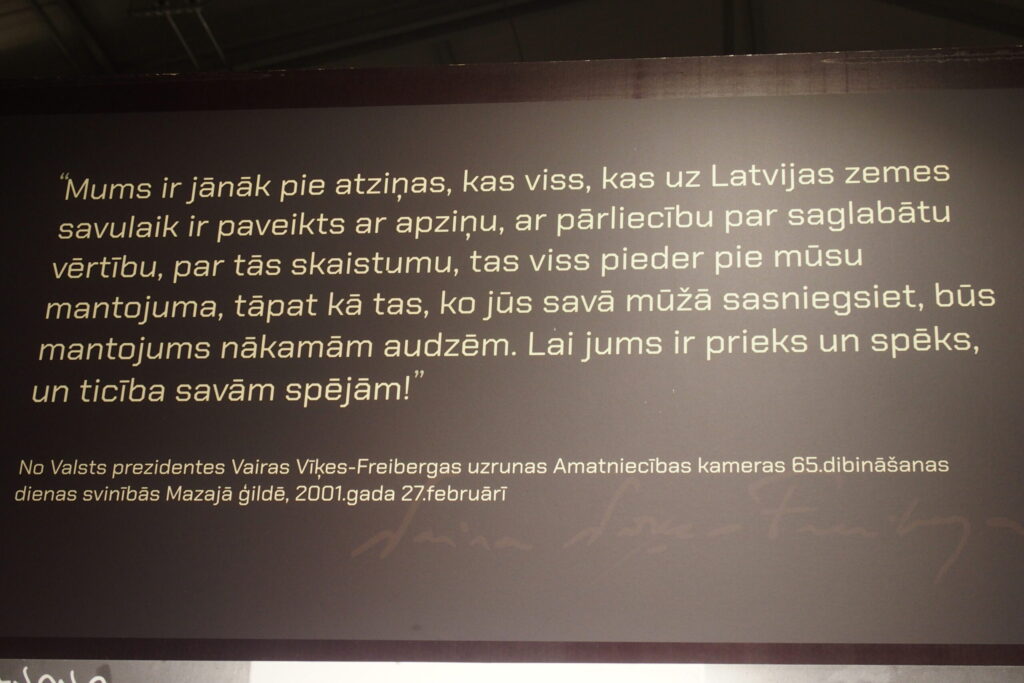 “Mums ir jānāk pie atziņas, kas viss, kas uz Latvijas zemes
savulaik ir paveikts ar apziņu, ar pārliecību par saglabātu
vērtību, par tās skaistumu, tas viss pieder pie mūsu
mantojuma, tāpat kā tas, ko jūs savā mūžā sasniegsiet, būs
mantojums nākamām audzēm. Lai jums ir prieks un spēks,
un ticība savām spējām!”
No Valsts prezidentes Vairas Vīķes-Freibergas uzrunas Amatniecības kameras 65.dibināšanas
dienas svinībās Mazajā ģildē, 2001.gada 27.februārī